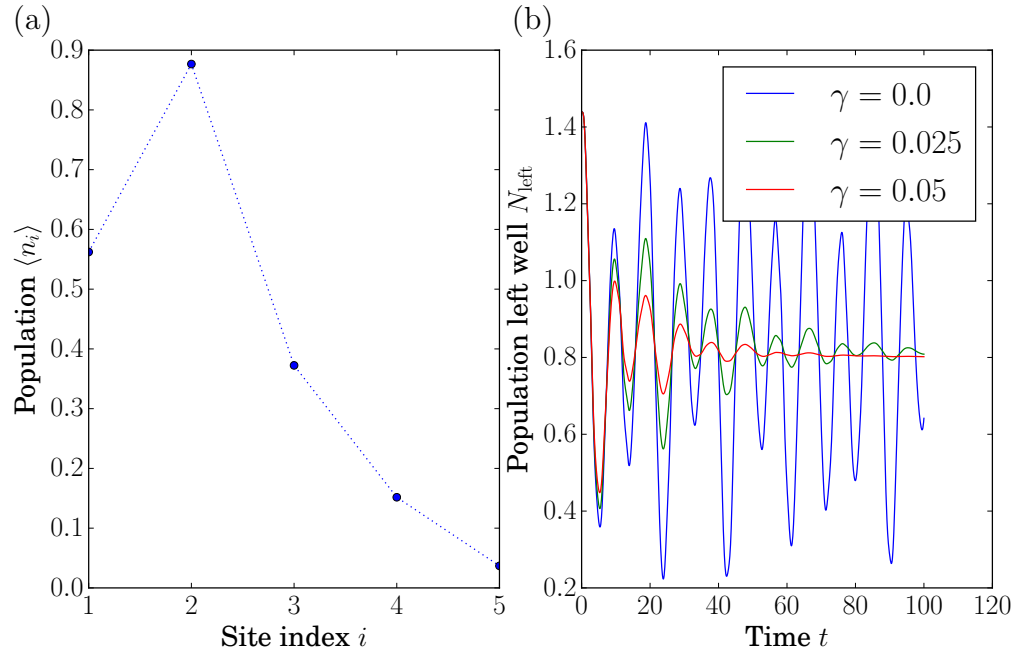 (a)
0.9
0.8
0.7
0.6
0.5
0.4
0.3
0.2
0.1
0.0
Population ⟨n_i⟩
1 2 3 4 5
Site index i
(b)
1.6
1.4
1.2
1.0
0.8
0.6
0.4
0.2
Population left well N_left
γ = 0.0
γ = 0.025
γ = 0.05
0 20 40 60 80 100 120
Time t